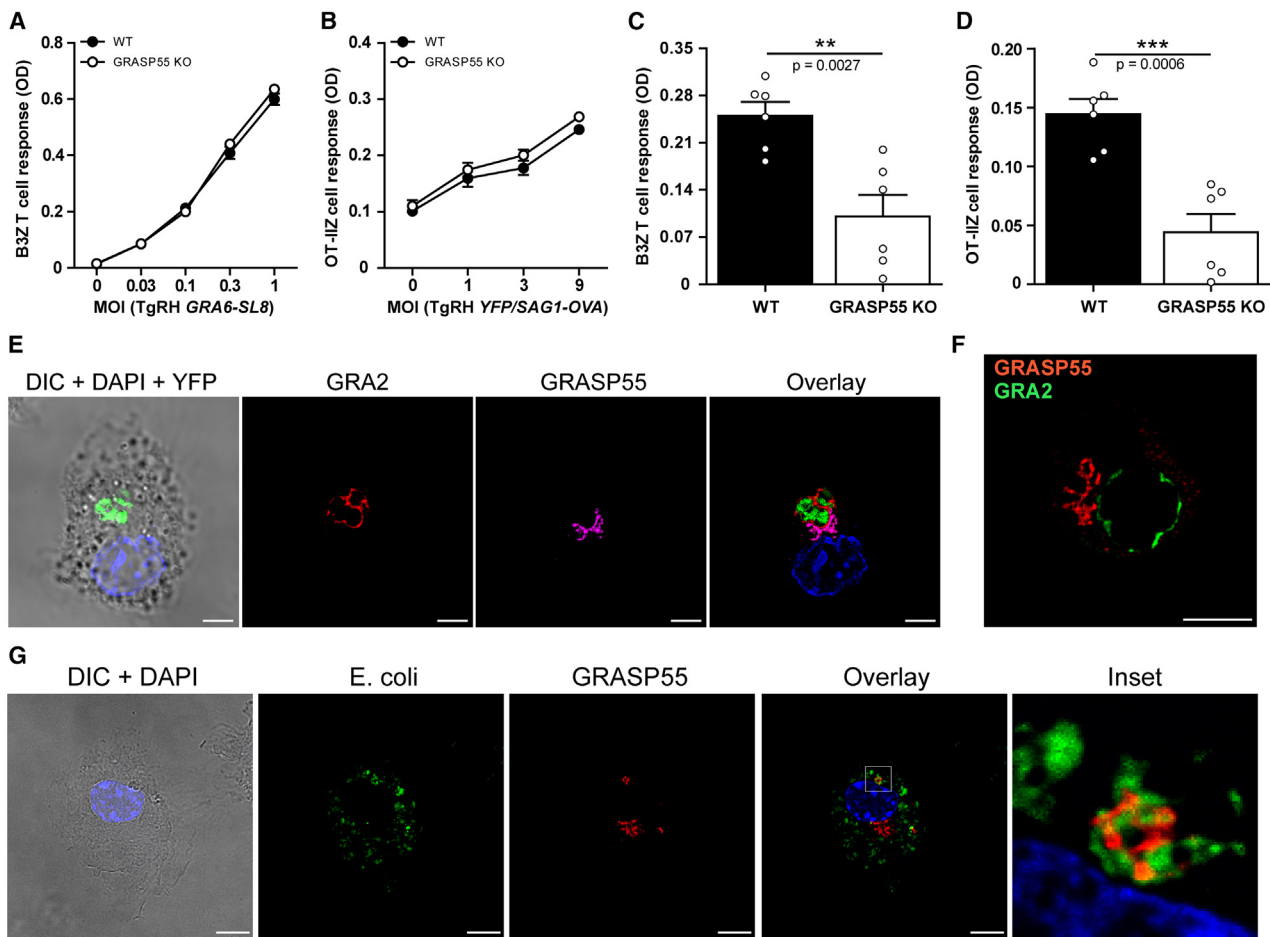 A
WT
GRASP55 KO
B3Z T cell response (OD)
0.8
0.6
0.4
0.2
0
0 0.03 0.1 0.3 1
MOI (TgRH GRA6-SL8)
B
WT
GRASP55 KO
OT-IIZ cell response (OD)
0.4
0.3
0.2
0.1
0
0 1 3 9
MOI (TgRH YFP/SAG1-OVA)
C
**
p = 0.0027
B3Z T cell response (OD)
0.35
0.28
0.21
0.14
0.07
0
WT GRASP55 KO
D
***
p = 0.0006
OT-IIZ cell response (OD)
0.20
0.15
0.10
0.05
0
WT GRASP55 KO
E
DIC + DAPI + YFP GRA2 GRASP55 Overlay
F
GRASP55
GRA2
G
DIC + DAPI E. coli GRASP55 Overlay Inset